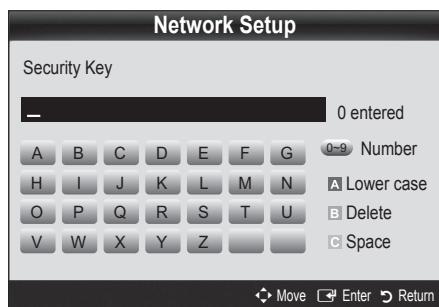 Network Setup
Security Key
_ 0 entered
A B C D E F G 0~9 Number
H I J K L M N A Lower case
O P Q R S T U B Delete
V W X Y Z C Space
Move Enter Return